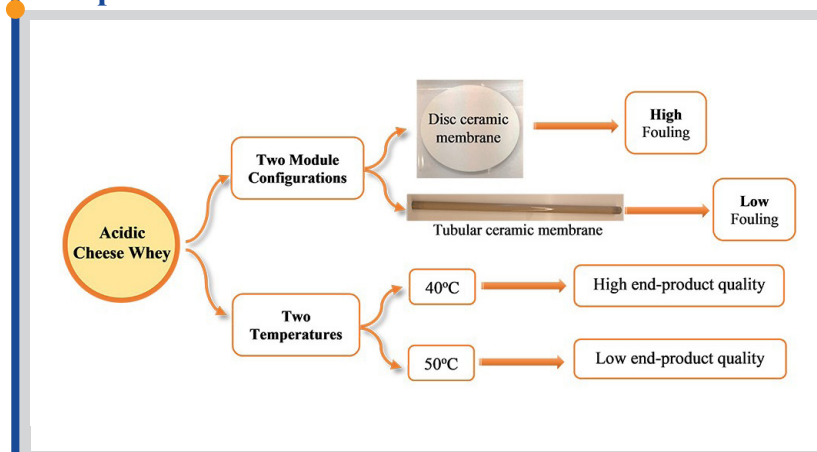 Acidic
Cheese Whey
Two Module
Configurations
Disc ceramic
membrane
High
Fouling
Tubular ceramic membrane
Low
Fouling
Two
Temperatures
40ºC
High end-product quality
50ºC
Low end-product quality